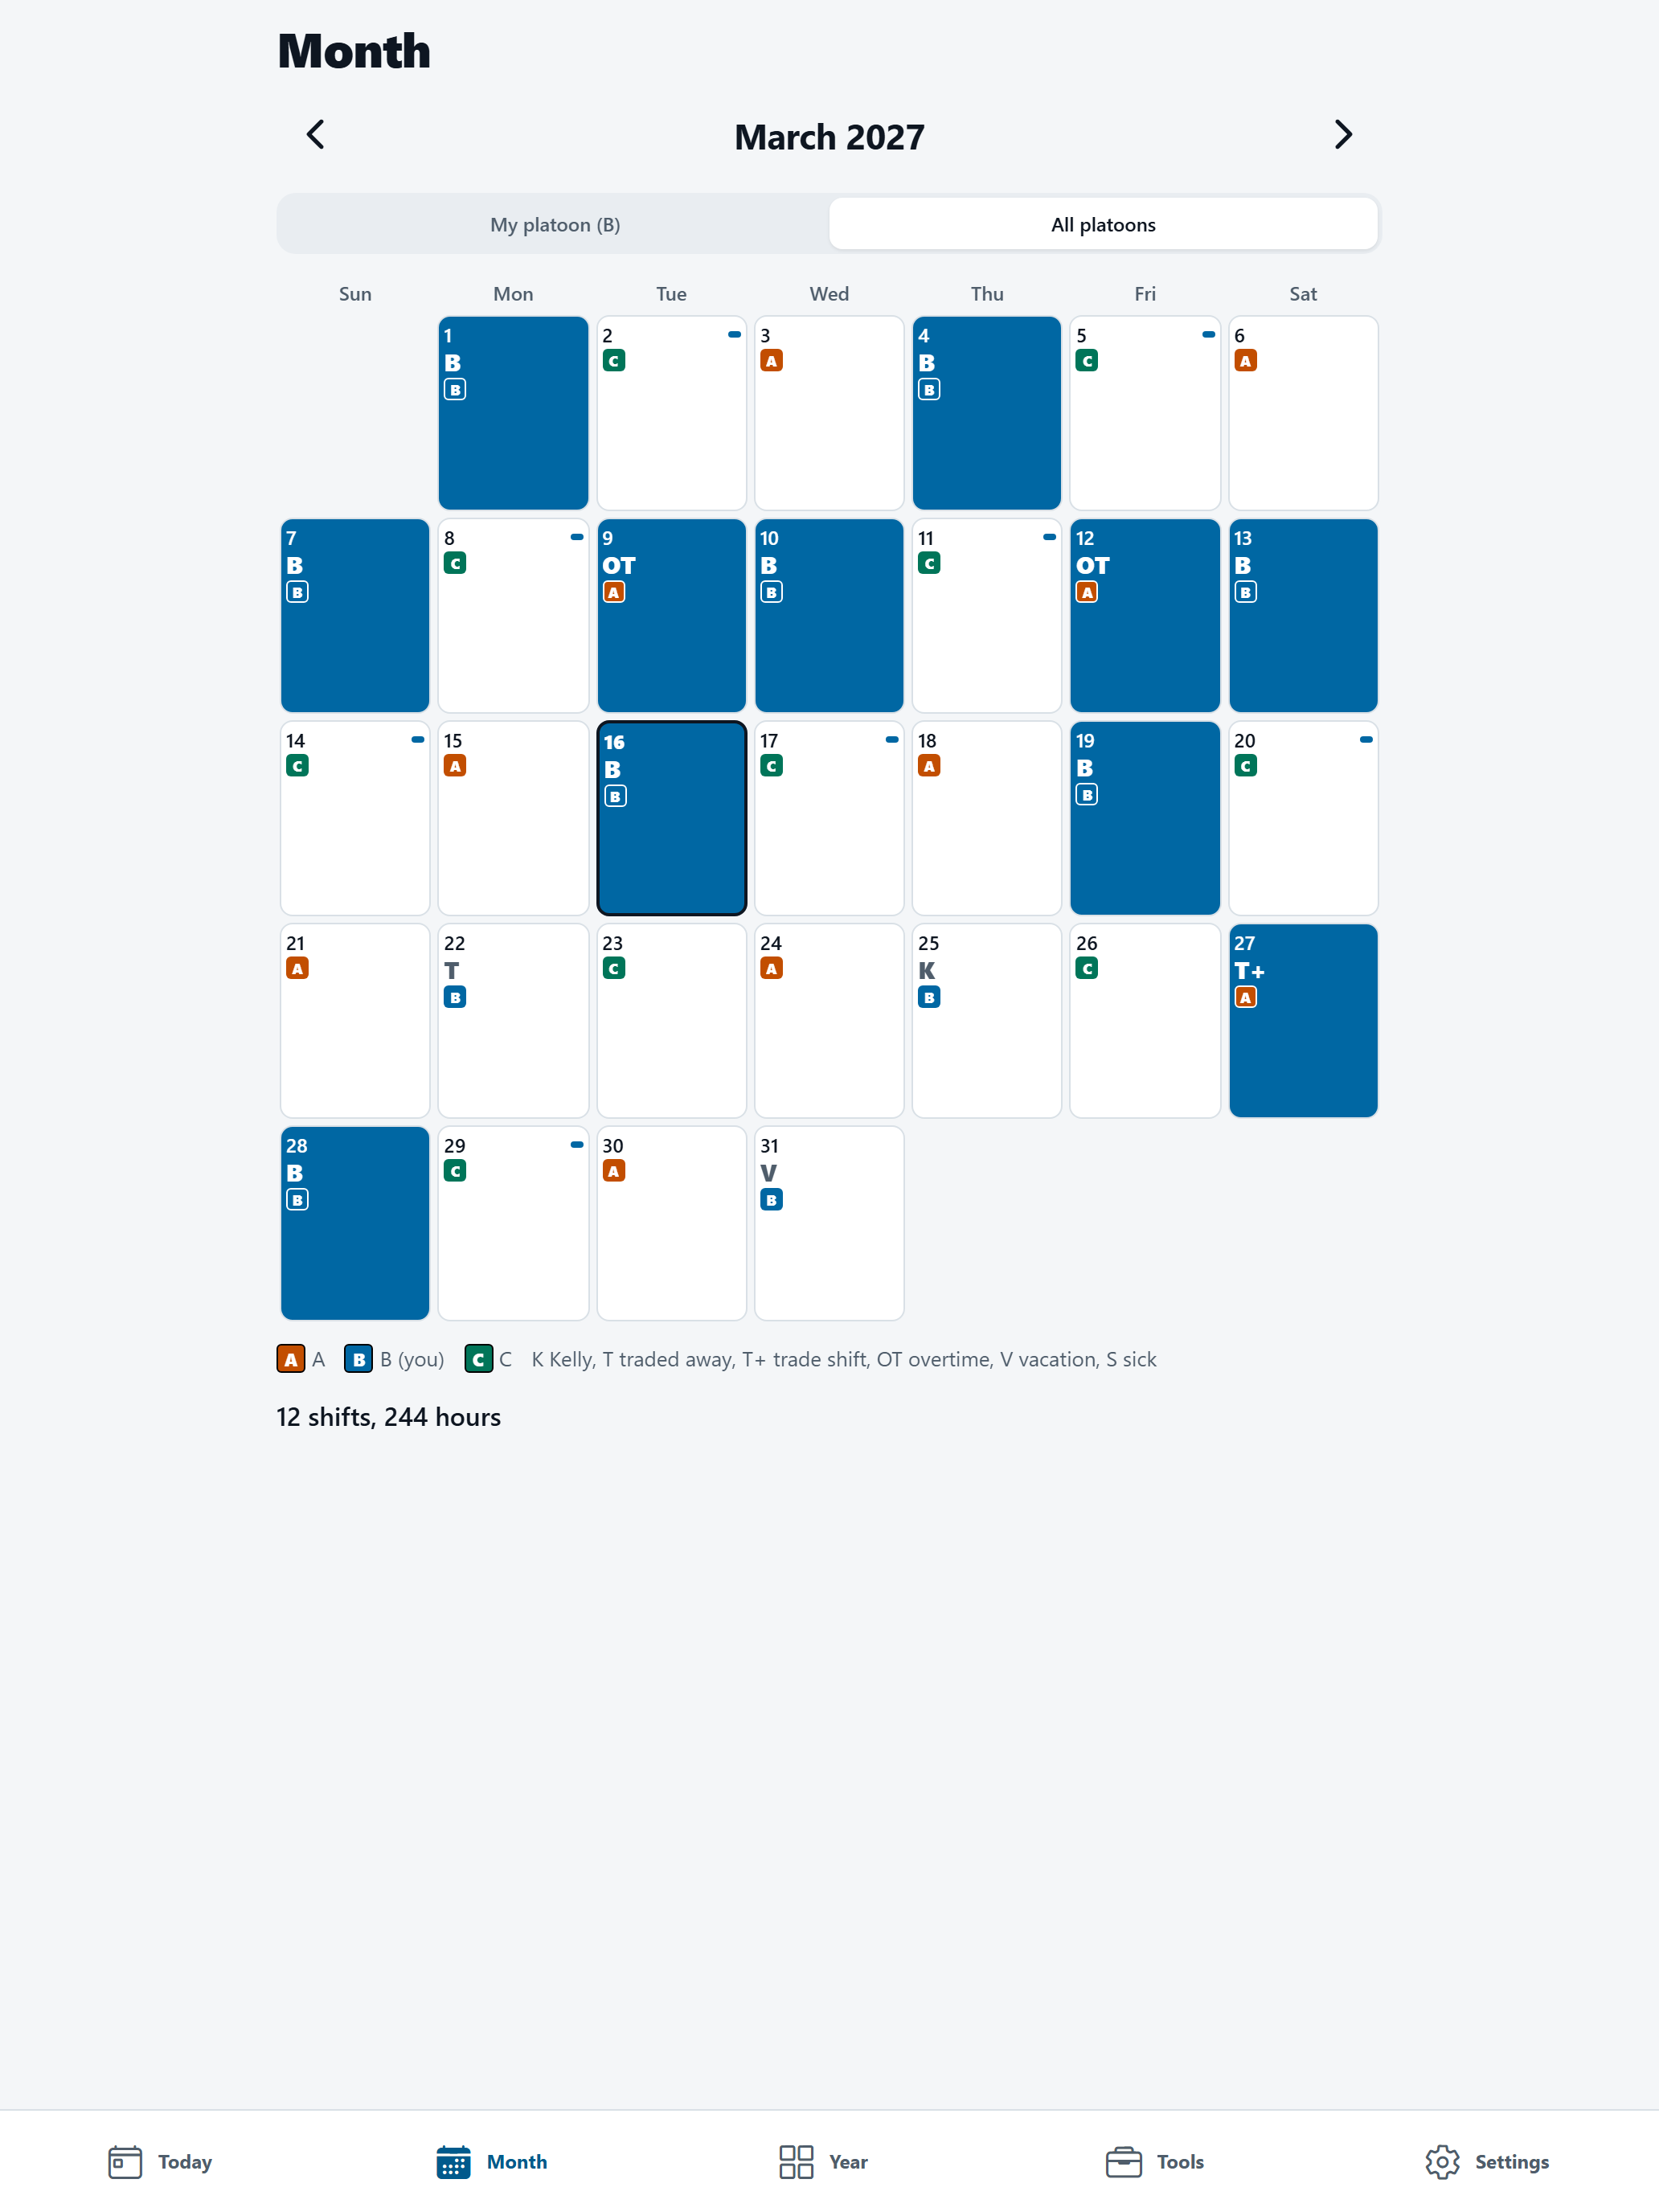 Month
March 2027
My platoon (B) All platoons
Sun Mon Tue Wed Thu Fri Sat
1 2 3 4 5 6
B C A B C A
B B
7 8 9 10 11 12 13
B C OT B C OT B
B A B A B
14 15 16 17 18 19 20
C A B C A B C
B B
21 22 23 24 25 26 27
A T C A K C T+
B B A
28 29 30 31
B C A V
B B
A A B B (you) C C K Kelly, T traded away, T+ trade shift, OT overtime, V vacation, S sick
12 shifts, 244 hours
Today Month Year Tools Settings